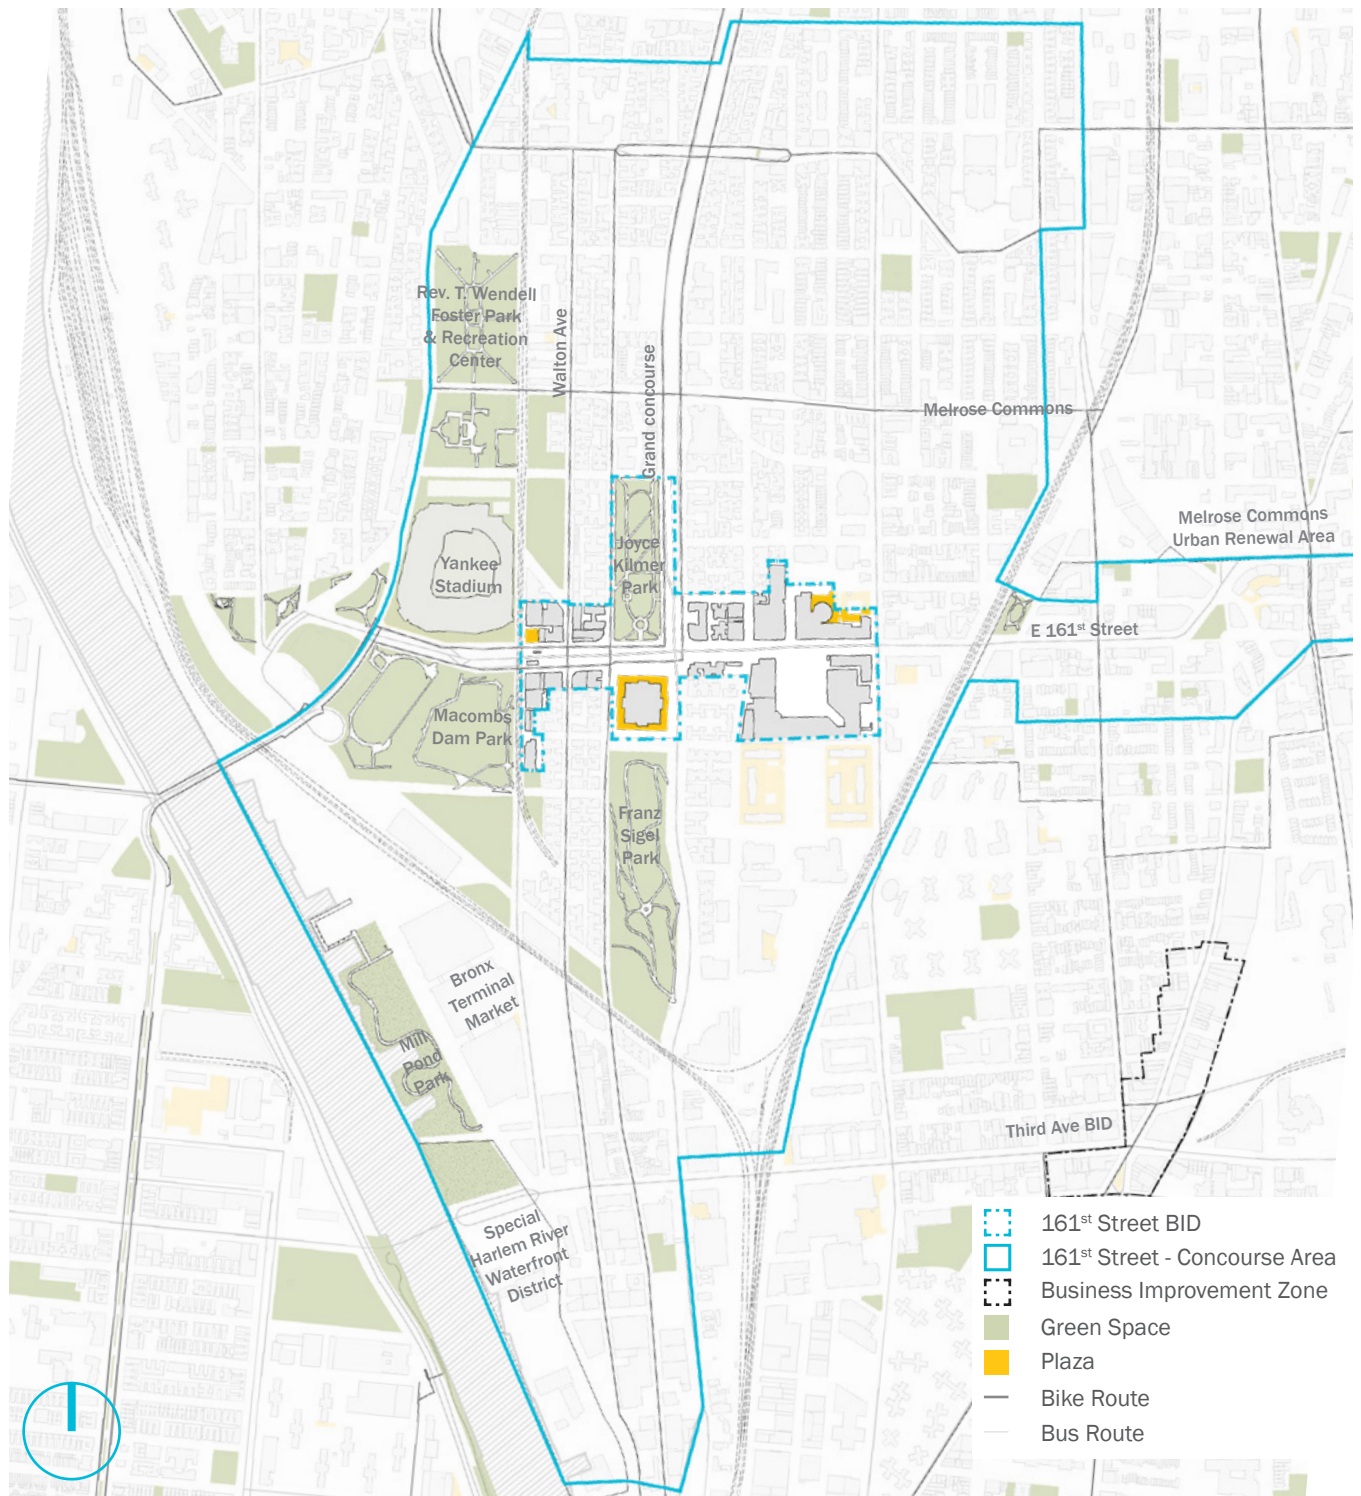 Rev. T. Wendell
Foster Park
& Recreation
Center
Walton Ave
Grand concourse
Melrose Commons
Melrose Commons
Urban Renewal Area
Yankee
Stadium
Joyce
Kilmer
Park
E 161st Street
Macombs
Dam Park
Franz
Sigel
Park
Bronx
Terminal
Market
Mill
Pond
Park
Third Ave BID
Special
Harlem River
Waterfront
District
161st Street BID
161st Street - Concourse Area
Business Improvement Zone
Green Space
Plaza
Bike Route
Bus Route